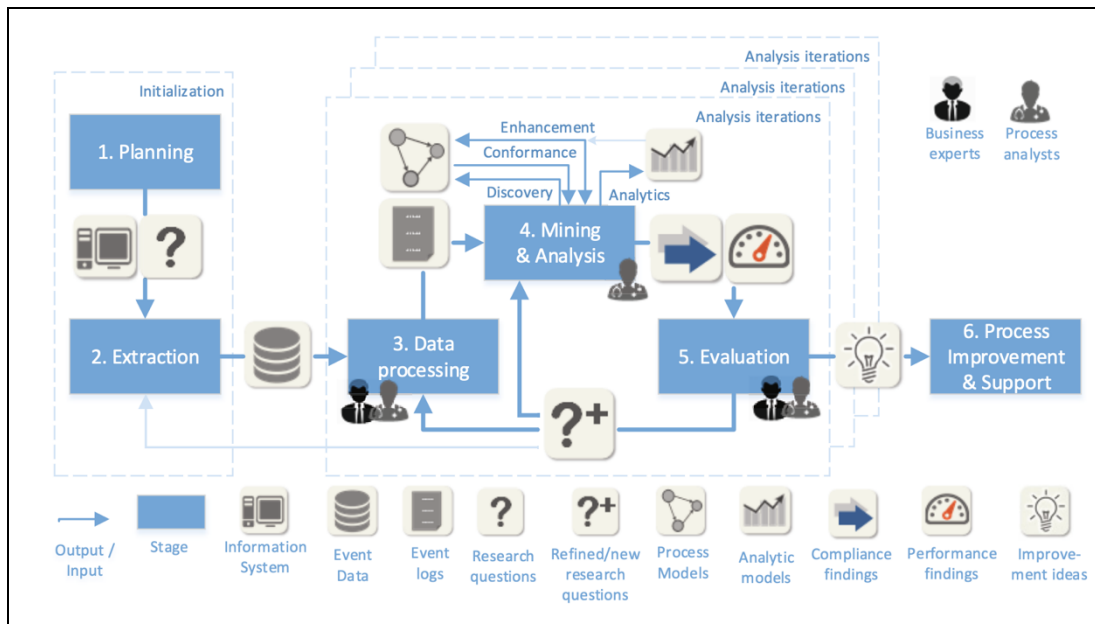 Analysis iterations
Analysis iterations
Analysis iterations
Initialization
1. Planning
Enhancement
Conformance
Discovery
Analytics
Business
experts
Process
analysts
4. Mining
& Analysis
?
2. Extraction
3. Data
processing
5. Evaluation
6. Process
Improvement
& Support
?+
?
?+
Output /
Input
Stage
Information
System
Event
Data
Event
logs
Research
questions
Refined/new
research
questions
Process
Models
Analytic
models
Compliance
findings
Performance
findings
Improve-
ment ideas